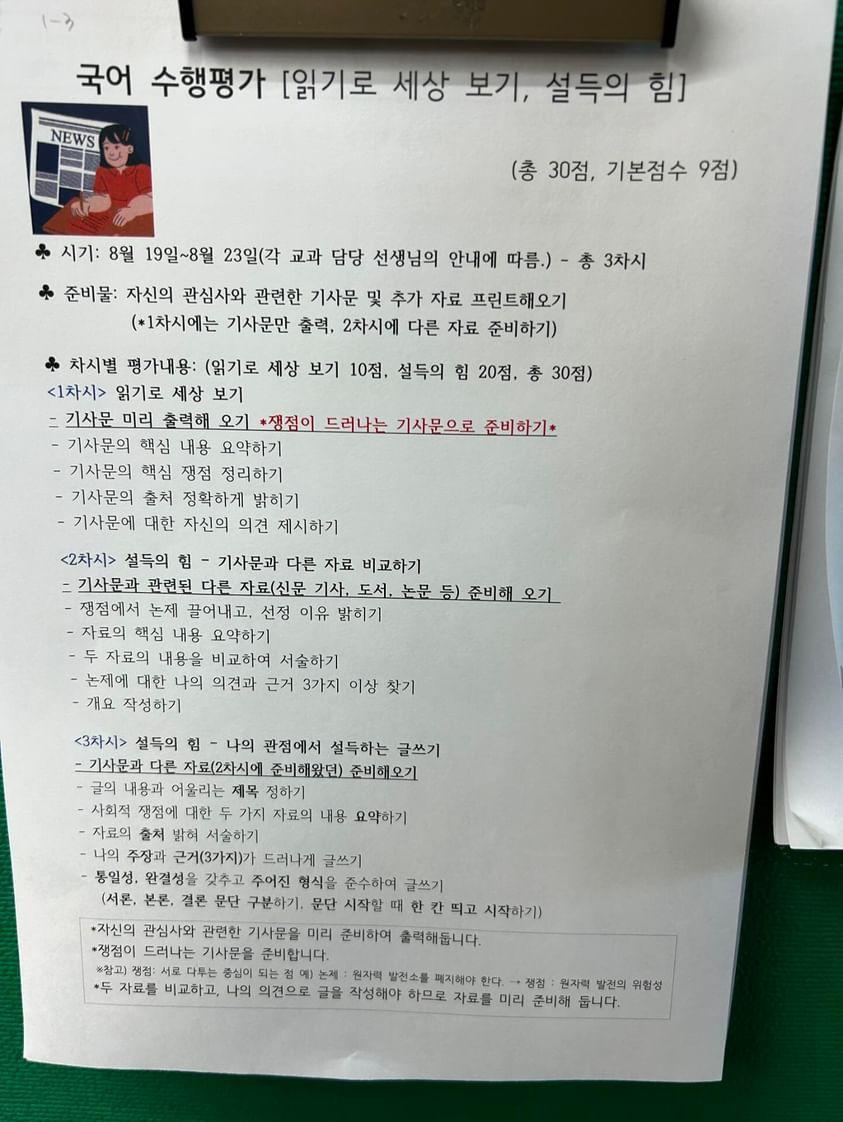 1-3
국어 수행평가 [읽기로 세상 보기, 설득의 힘]
NEWS
(총 30점, 기본점수 9점)
♣ 시기: 8월 19일~8월 23일(각 교과 담당 선생님의 안내에 따름.) - 총 3차시
♣ 준비물: 자신의 관심사와 관련한 기사문 및 추가 자료 프린트해오기
(*1차시에는 기사문만 출력, 2차시에 다른 자료 준비하기)
♣ 차시별 평가내용: (읽기로 세상 보기 10점, 설득의 힘 20점, 총 30점)
<1차시> 읽기로 세상 보기
- 기사문 미리 출력해 오기 *쟁점이 드러나는 기사문으로 준비하기*
- 기사문의 핵심 내용 요약하기
- 기사문의 핵심 쟁점 정리하기
- 기사문의 출처 정확하게 밝히기
- 기사문에 대한 자신의 의견 제시하기
<2차시> 설득의 힘 - 기사문과 다른 자료 비교하기
- 기사문과 관련된 다른 자료(신문 기사, 도서, 논문 등) 준비해 오기
- 쟁점에서 논제 끌어내고, 선정 이유 밝히기
- 자료의 핵심 내용 요약하기
- 두 자료의 내용을 비교하여 서술하기
- 논제에 대한 나의 의견과 근거 3가지 이상 찾기
- 개요 작성하기
<3차시> 설득의 힘 - 나의 관점에서 설득하는 글쓰기
- 기사문과 다른 자료(2차시에 준비해왔던) 준비해오기
- 글의 내용과 어울리는 제목 정하기
- 사회적 쟁점에 대한 두 가지 자료의 내용 요약하기
- 자료의 출처 밝혀 서술하기
- 나의 주장과 근거(3가지)가 드러나게 글쓰기
- 통일성, 완결성을 갖추고 주어진 형식을 준수하여 글쓰기
(서론, 본론, 결론 문단 구분하기, 문단 시작할 때 한 칸 띄고 시작하기)
*자신의 관심사와 관련한 기사문을 미리 준비하여 출력해둡니다.
*쟁점이 드러나는 기사문을 준비합니다.
※참고) 쟁점: 서로 다투는 중심이 되는 점 예) 논제 : 원자력 발전소를 폐지해야 한다. → 쟁점 : 원자력 발전의 위험성
*두 자료를 비교하고, 나의 의견으로 글을 작성해야 하므로 자료를 미리 준비해 둡니다.